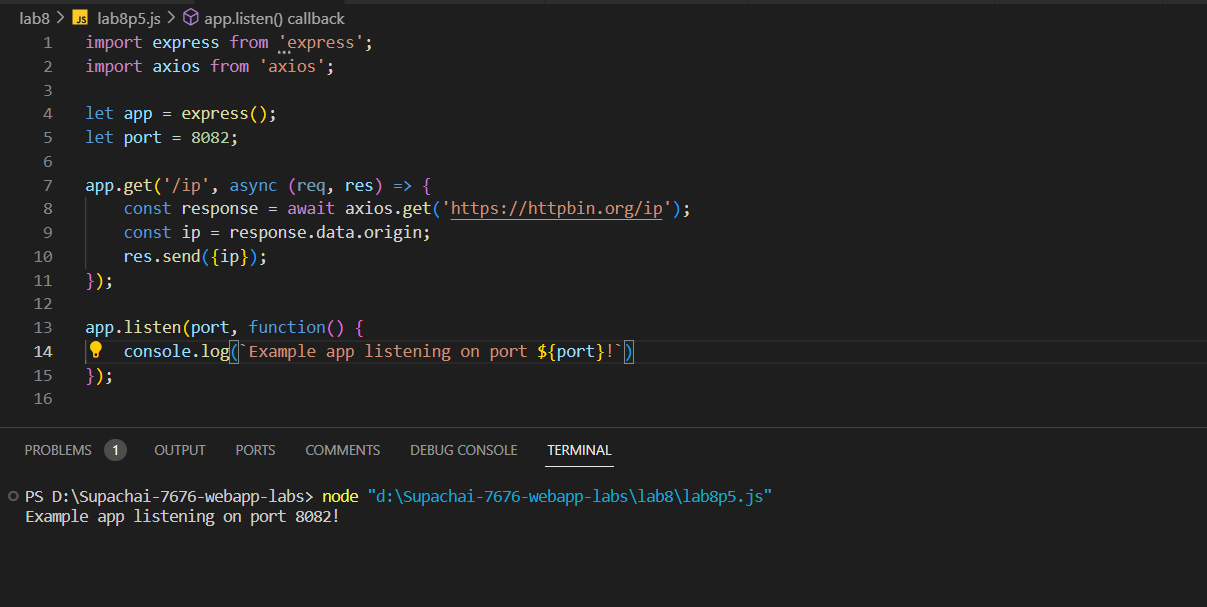 lab8 > JS lab8p5.js > app.listen() callback
1 import express from 'express';
2 import axios from 'axios';
3
4 let app = express();
5 let port = 8082;
6
7 app.get('/ip', async (req, res) => {
8 const response = await axios.get('https://httpbin.org/ip');
9 const ip = response.data.origin;
10 res.send({ip});
11 });
12
13 app.listen(port, function() {
14 console.log(`Example app listening on port ${port}!`)
15 });
16
PROBLEMS 1 OUTPUT PORTS COMMENTS DEBUG CONSOLE TERMINAL
PS D:\Supachai-7676-webapp-labs> node "d:\Supachai-7676-webapp-labs\lab8\lab8p5.js"
Example app listening on port 8082!